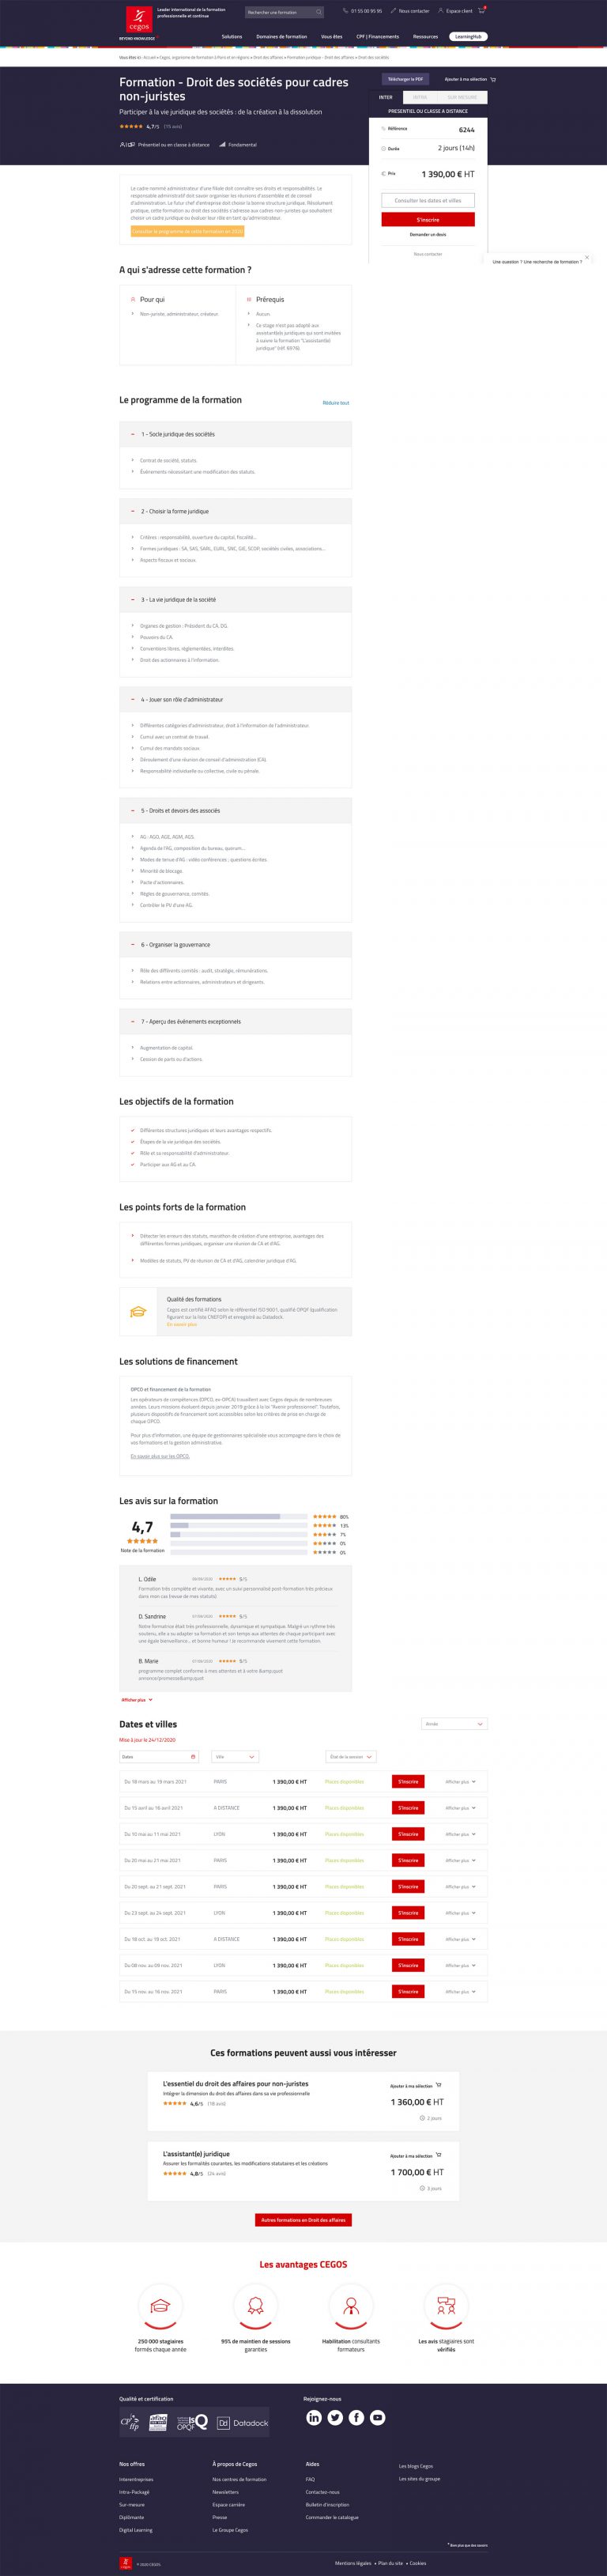 Leader international de la formation
professionnelle et continue
cegos
BEYOND KNOWLEDGE
Rechercher une formation
01 55 00 95 95
Nous contacter
Espace client
Solutions
Domaines de formation
Vous êtes
CPF | Financements
Ressources
LearningHub
Vous êtes ici : Accueil » Cegos, organisme de formation à Paris et en régions » Droit des affaires » Formation juridique - Droit des affaires » Droit des sociétés
Formation - Droit des sociétés pour cadres
non-juristes
Participer à la vie juridique des sociétés : de la création à la dissolution
4,7/5 (15 avis)
Présentiel ou en classe à distance
Fondamental
Télécharger le PDF
Ajouter à ma sélection
INTER
INTRA
SUR MESURE
PRESENTIEL OU CLASSE A DISTANCE
Référence
6244
Durée
2 jours (14h)
Prix
1 390,00 € HT
Consulter les dates et villes
S'inscrire
Demander un devis
Nous contacter
Une question ? Une recherche de formation ?
Le cadre nommé administrateur d'une filiale doit connaître ses droits et responsabilités. Le
responsable administratif doit savoir organiser les réunions d'assemblée et de conseil
d'administration. Le futur chef d'entreprise doit choisir la bonne structure juridique. Résolument
pratique, cette formation au droit des sociétés s'adresse aux cadres non-juristes qui souhaitent
choisir un cadre juridique ou évaluer leur rôle en tant qu'administrateur.
Consulter le programme de cette formation en 2021
A qui s'adresse cette formation ?
Pour qui
Non-juriste, administrateur, créateur.
Prérequis
Aucun.
Ce stage n'est pas adapté aux
assistant(e)s juridiques qui sont invité(e)s
à suivre la formation "L'assistant(e)
juridique" (réf. 6976).
Le programme de la formation
Réduire tout
1 - Socle juridique des sociétés
Contrat de société, statuts.
Événements nécessitant une modification des statuts.
2 - Choisir la forme juridique
Critères : responsabilité, ouverture du capital, fiscalité...
Formes juridiques : SA, SAS, SARL, EURL, SNC, GIE, SCOP, sociétés civiles, associations...
Aspects fiscaux et sociaux.
3 - La vie juridique de la société
Organes de gestion : Président du CA, DG.
Pouvoirs du CA.
Conventions libres, réglementées, interdites.
Droit des actionnaires à l'information.
4 - Jouer son rôle d'administrateur
Différentes catégories d'administrateur, droit à l'information de l'administrateur.
Cumul avec un contrat de travail.
Cumul des mandats sociaux.
Déroulement d'une réunion de conseil d'administration (CA).
Responsabilité individuelle ou collective, civile ou pénale.
5 - Droits et devoirs des associés
AG - AGO, AGE, AGM, AGS.
Agenda de l'AG, composition du bureau, quorum...
Modes de tenue d'AG - vidéo conférences ; questions écrites.
Minorité de blocage.
Pacte d'actionnaires.
Règles de gouvernance, comités.
Contrôler le PV d'une AG.
6 - Organiser la gouvernance
Rôle des différents comités : audit, stratégie, rémunérations.
Relations entre actionnaires, administrateurs et dirigeants.
7 - Aperçu des événements exceptionnels
Augmentation de capital.
Cession de parts ou d'actions.
Les objectifs de la formation
Différentes structures juridiques et leurs avantages respectifs.
Étapes de la vie juridique des sociétés.
Rôle et sa responsabilité d'administrateur.
Participer aux AG et au CA.
Les points forts de la formation
Détecter les erreurs des statuts, marathon de création d'une entreprise, avantages des
différentes formes juridiques, organiser une réunion de CA et d'AG.
Modèles de statuts, PV de réunion de CA et d'AG, calendrier juridique d'AG.
Qualité des formations
Cegos est certifié AFAQ selon le référentiel ISO 9001, qualifié OPQF (qualification
figurant sur la liste CNEFOP) et enregistré au Datadock.
En savoir plus
Les solutions de financement
OPCO et financement de la formation
Les opérateurs de compétences (OPCO, ex-OPCA) travaillent avec Cegos depuis de nombreuses
années. Leurs missions évoluent depuis janvier 2019 grâce à la loi "Avenir professionnel". Toutefois,
plusieurs dispositifs de financement sont accessibles selon les critères de prise en charge de
chaque OPCO.
Pour plus d'information, une équipe de gestionnaires spécialisée vous accompagne dans le choix de
vos formations et la gestion administrative.
En savoir plus sur les OPCO.
Les avis sur la formation
4,7
Note de la formation
80%
13%
7%
0%
0%
L. Odile 5/5
Formation très complète et vivante, avec un suivi personnalisé post-formation très précieux
dans mon cas (revue de mes statuts)
D. Sandrine 5/5
Notre formatrice était très professionnelle, dynamique et sympatique. Malgré un rythme très
soutenu, elle a su adapter sa formation et son temps aux attentes de chaque participant avec
une égale bienveillance... et bonne humeur ! Je recommande vivement cette formation.
B. Marie 5/5
programme complet conforme à mes attentes et à votre &amp;quot
annonce/promesse&amp;quot
Afficher plus
Dates et villes
Accès
Mise à jour le 24/12/2020
Dates
Ville
État de la session
Du 18 mars au 19 mars 2021 PARIS 1 390,00 € HT Places disponibles S'inscrire Afficher plus
Du 15 avril au 16 avril 2021 A DISTANCE 1 390,00 € HT Places disponibles S'inscrire Afficher plus
Du 10 mai au 11 mai 2021 LYON 1 390,00 € HT Places disponibles S'inscrire Afficher plus
Du 20 mai au 21 mai 2021 PARIS 1 390,00 € HT Places disponibles S'inscrire Afficher plus
Du 20 sept. au 21 sept. 2021 PARIS 1 390,00 € HT Places disponibles S'inscrire Afficher plus
Du 23 sept. au 24 sept. 2021 LYON 1 390,00 € HT Places disponibles S'inscrire Afficher plus
Du 18 oct. au 19 oct. 2021 A DISTANCE 1 390,00 € HT Places disponibles S'inscrire Afficher plus
Du 08 nov. au 09 nov. 2021 LYON 1 390,00 € HT Places disponibles S'inscrire Afficher plus
Du 15 nov. au 16 nov. 2021 PARIS 1 390,00 € HT Places disponibles S'inscrire Afficher plus
Ces formations peuvent aussi vous intéresser
L'essentiel du droit des affaires pour non-juristes
Intégrer la dimension du droit des affaires dans sa vie professionnelle
4,6/5 (18 avis)
Ajouter à ma sélection
1 360,00 € HT
2 jours
L'assistant(e) juridique
Assurer les formalités courantes, les modifications statutaires et les créations
4,8/5 (24 avis)
Ajouter à ma sélection
1 700,00 € HT
3 jours
Autres formations en Droit des affaires
Les avantages CEGOS
250 000 stagiaires
formés chaque année
95% de maintien de sessions
garanties
Habilitation consultants
formateurs
Les avis stagiaires sont
vérifiés
Qualité et certification
Rejoignez-nous
OPQF
Datadock
Nos offres
Interentreprises
Intra-Packagé
Sur-mesure
Diplômante
Digital Learning
À propos de Cegos
Nos centres de formation
Newsletters
Espace carrière
Presse
Le Groupe Cegos
Aides
FAQ
Contactez-nous
Bulletin d'inscription
Commander le catalogue
Les blogs Cegos
Les sites du groupe
* Bien plus que des savoirs
cegos
© 2020 CEGOS
Mentions légales • Plan du site • Cookies